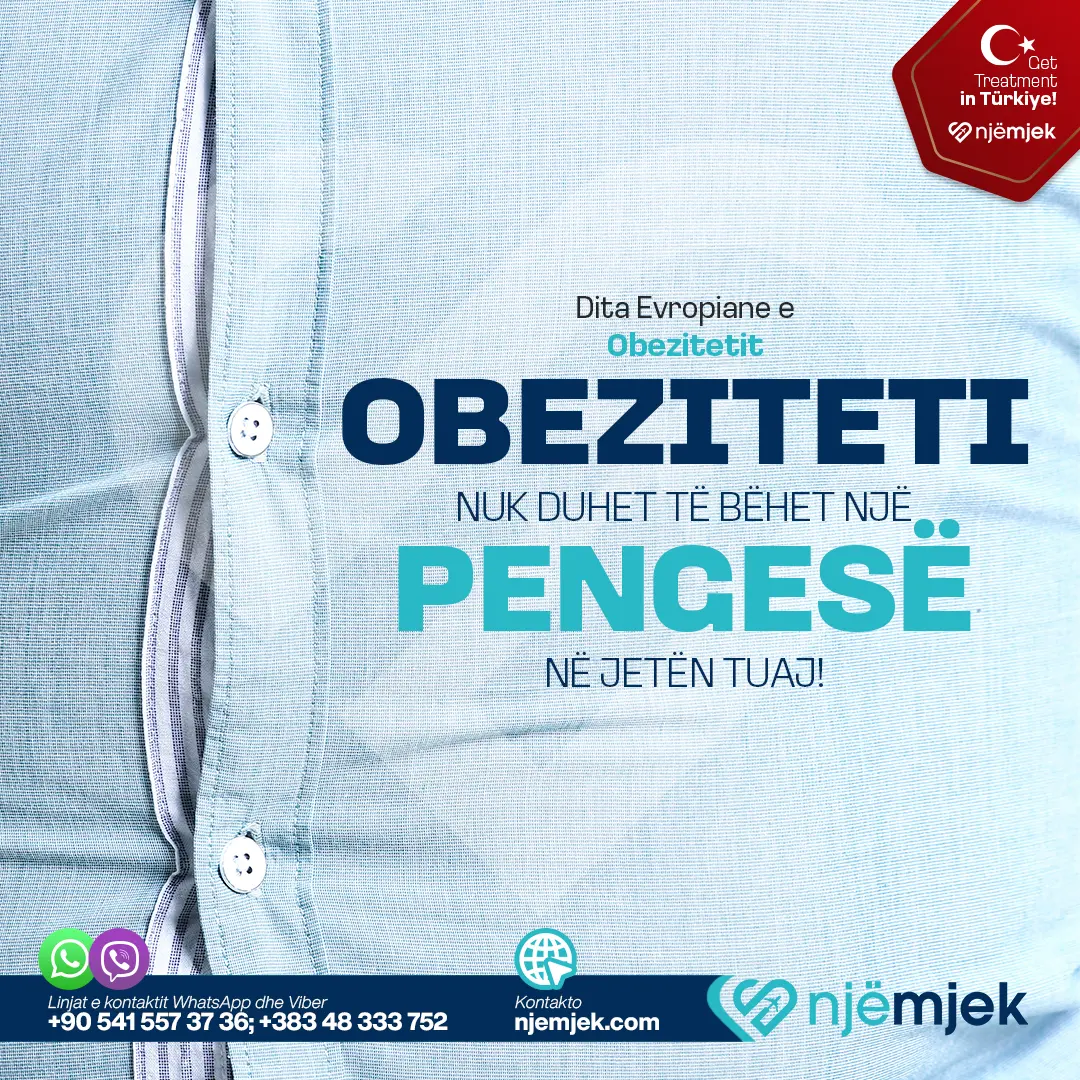 Get
Treatment
in Türkiye!
njëmjek
Dita Evropiane e
Obezitetit
OBEZITETI
NUK DUHET TË BËHET NJË
PENGESË
NË JETËN TUAJ!
Linjat e kontaktit WhatsApp dhe Viber
+90 541 557 37 36; +383 48 333 752
Kontakto
njemjek.com
njëmjek